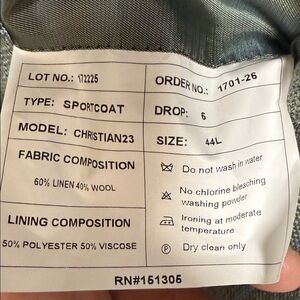 LOT NO.: 172225
ORDER NO.: 1701-26
TYPE: SPORTCOAT
DROP: 6
MODEL: CHRISTIAN23
SIZE: 44L
FABRIC COMPOSITION
60% LINEN 40% WOOL
Do not wash in water
No chlorine bleaching
washing powder
Ironing at moderate
temperature
Dry clean only
LINING COMPOSITION
50% POLYESTER 50% VISCOSE
RN#151305